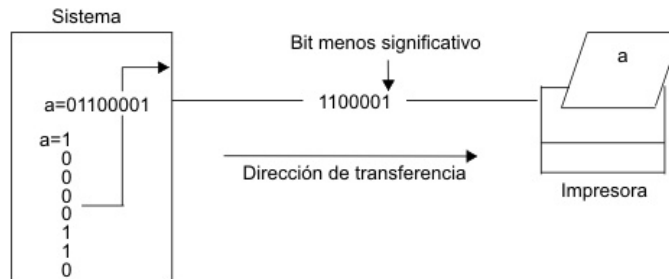 Sistema
Bit menos significativo
a
a=01100001
1100001
a=1
0
0
0
0
1
1
0
Dirección de transferencia
Impresora